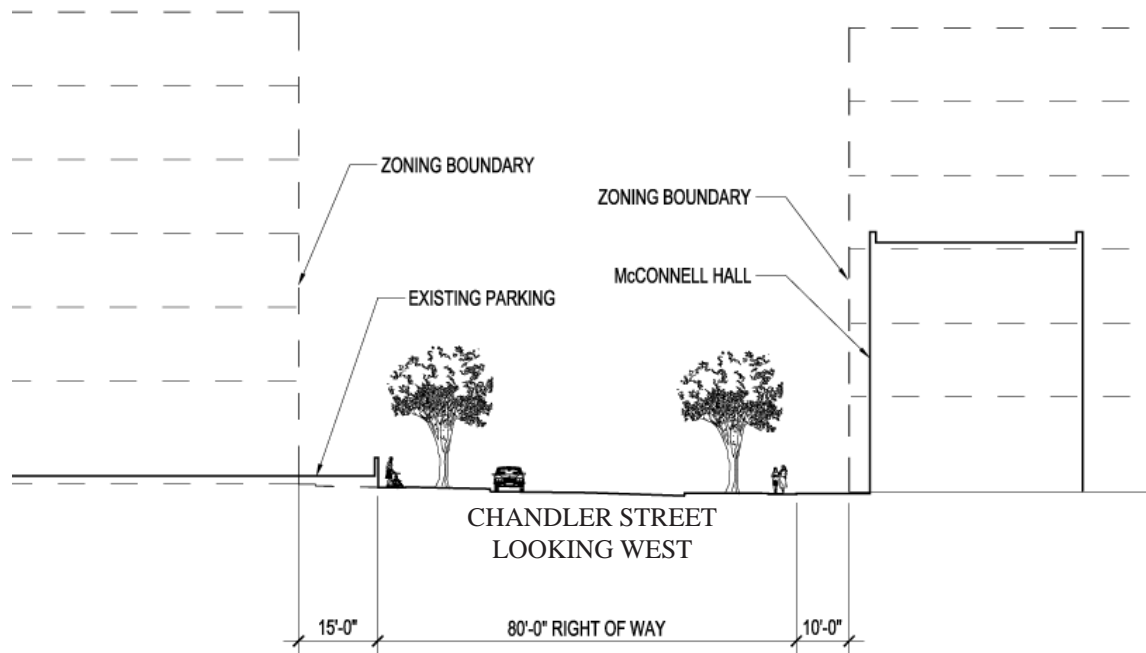 ZONING BOUNDARY
ZONING BOUNDARY
McCONNELL HALL
EXISTING PARKING
CHANDLER STREET
LOOKING WEST
15'-0"
80'-0" RIGHT OF WAY
10'-0"